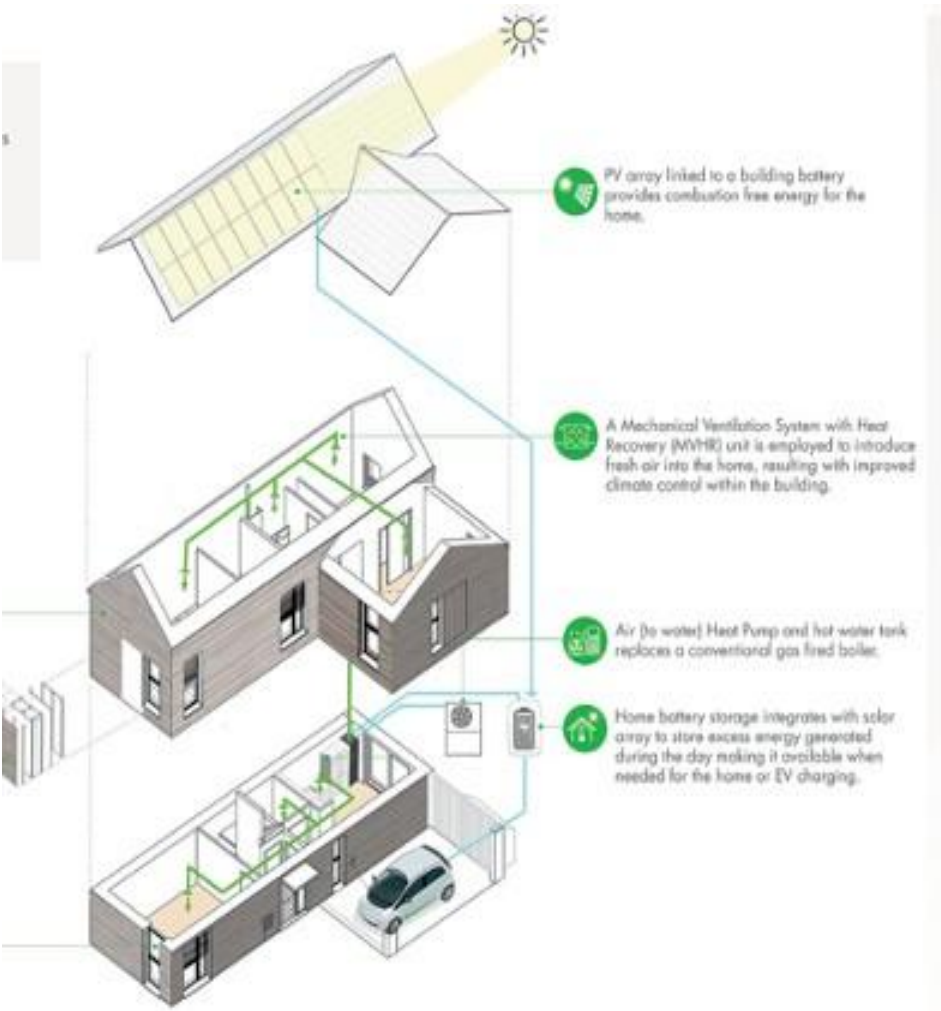 s
PV array linked to a building battery
provides combustion free energy for the
home.
A Mechanical Ventilation System with Heat
Recovery (MVHR) unit is employed to introduce
fresh air into the home, resulting with improved
climate control within the building.
Air (to water) Heat Pump and hot water tank
replaces a conventional gas fired boiler.
Home battery storage integrates with solar
array to store excess energy generated
during the day making it available when
needed for the home or EV charging.